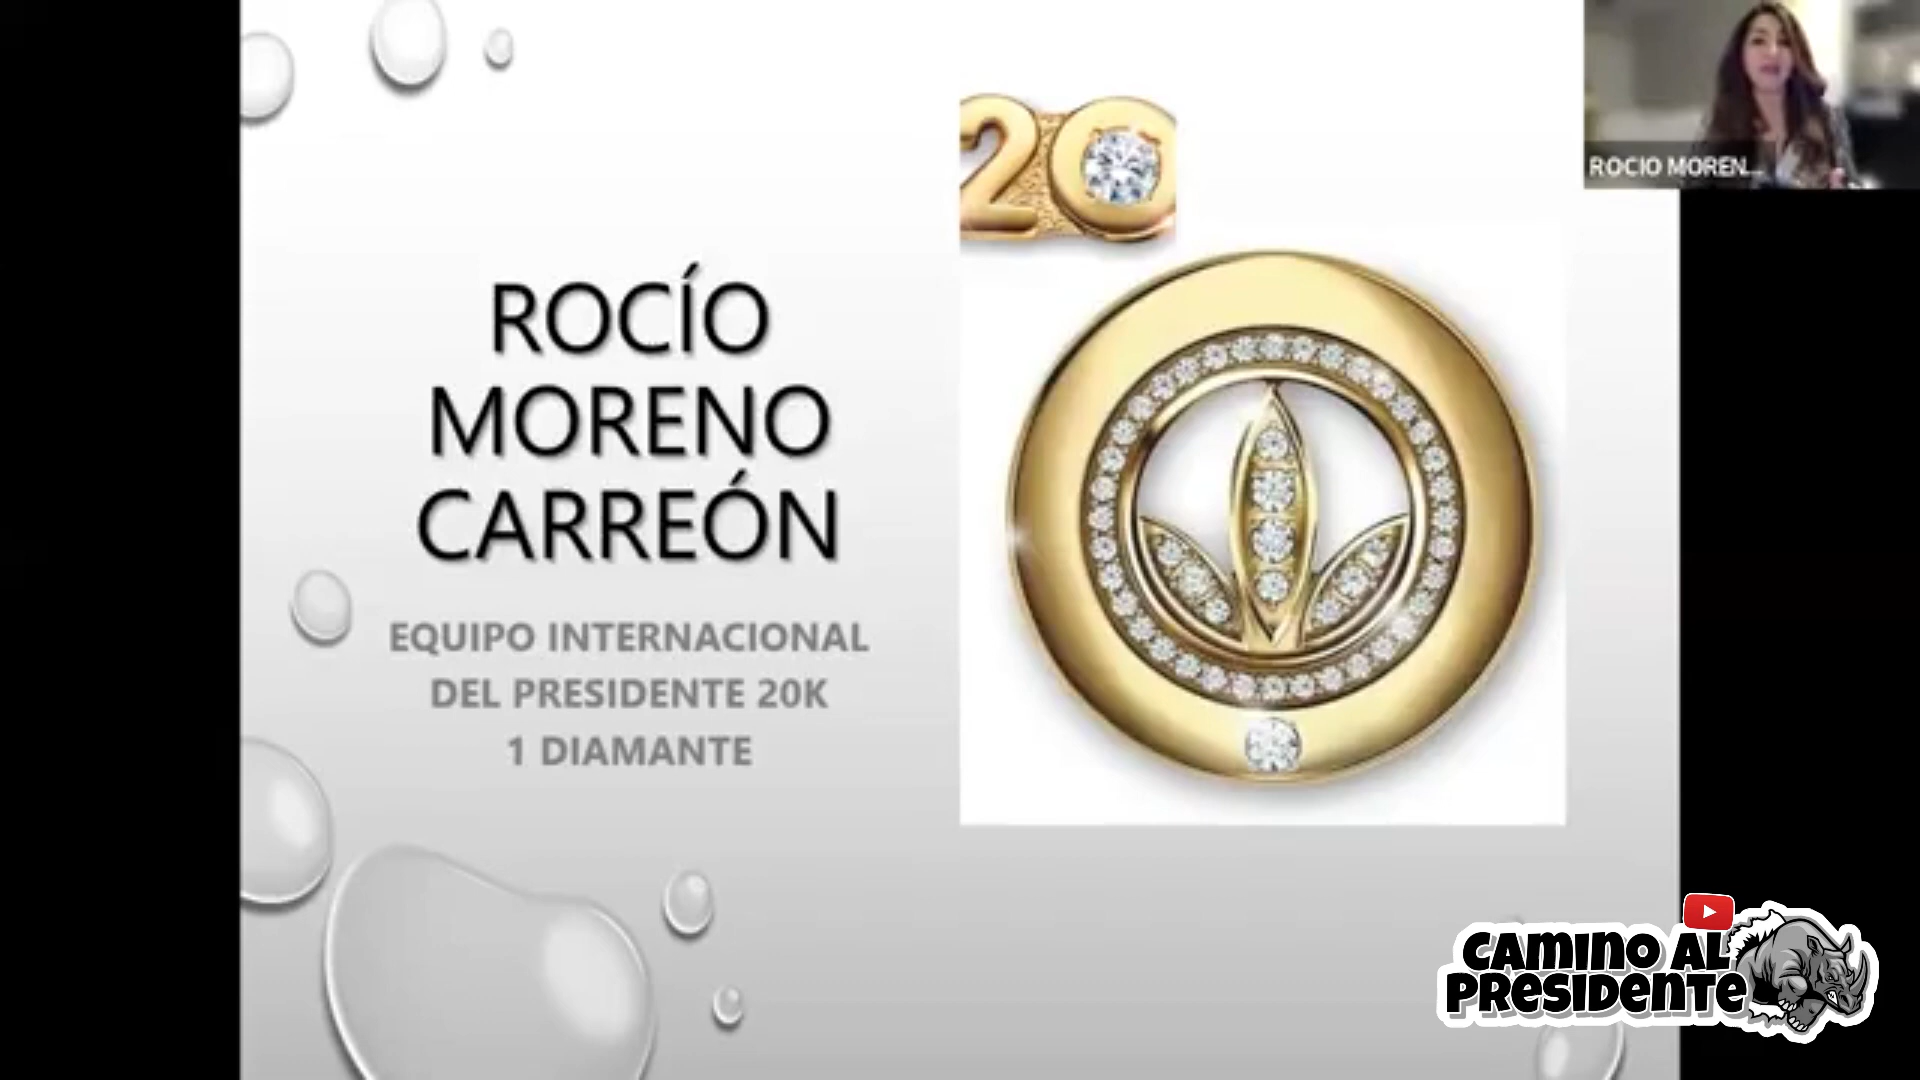 20
ROCIO MOREN...
ROCÍO
MORENO
CARREÓN
EQUIPO INTERNACIONAL
DEL PRESIDENTE 20K
1 DIAMANTE
CAMINO AL
PRESIDENTE